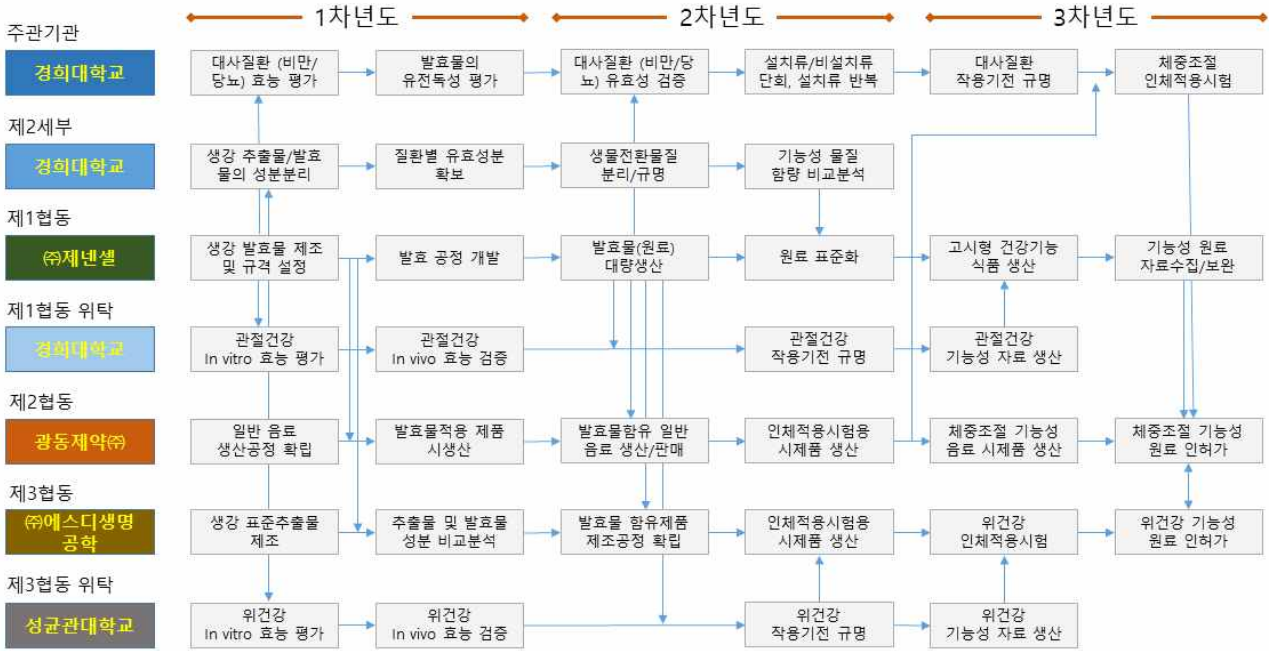 1차년도
2차년도
3차년도
주관기관
경희대학교
대사질환 (비만/
당뇨) 효능 평가
발효물의
유전독성 평가
대사질환 (비만/당
뇨) 유효성 검증
설치류/비설치류
단회, 설치류 반복
대사질환
작용기전 규명
체중조절
인체적용시험
제2세부
경희대학교
생강 추출물/발효
물의 성분분리
질환별 유효성분
확보
생물전환물질
분리/규명
기능성 물질
함량 비교분석
제1협동
㈜제넨셀
생강 발효물 제조
및 규격 설정
발효 공정 개발
발효물(원료)
대량생산
원료 표준화
고시형 건강기능
식품 생산
기능성 원료
자료수집/보완
제1협동 위탁
경희대학교
관절건강
In vitro 효능 평가
관절건강
In vivo 효능 검증
관절건강
작용기전 규명
관절건강
기능성 자료 생산
제2협동
광동제약㈜
일반 음료
생산공정 확립
발효물적용 제품
시생산
발효물함유 일반
음료 생산/판매
인체적용시험용
시제품 생산
체중조절 기능성
음료 시제품 생산
체중조절 기능성
원료 인허가
제3협동
㈜에스디생명
공학
생강 표준추출물
제조
추출물 및 발효물
성분 비교분석
발효물 함유제품
제조공정 확립
인체적용시험용
시제품 생산
위건강
인체적용시험
위건강 기능성
원료 인허가
제3협동 위탁
성균관대학교
위건강
In vitro 효능 평가
위건강
In vivo 효능 검증
위건강
작용기전 규명
위건강
기능성 자료 생산